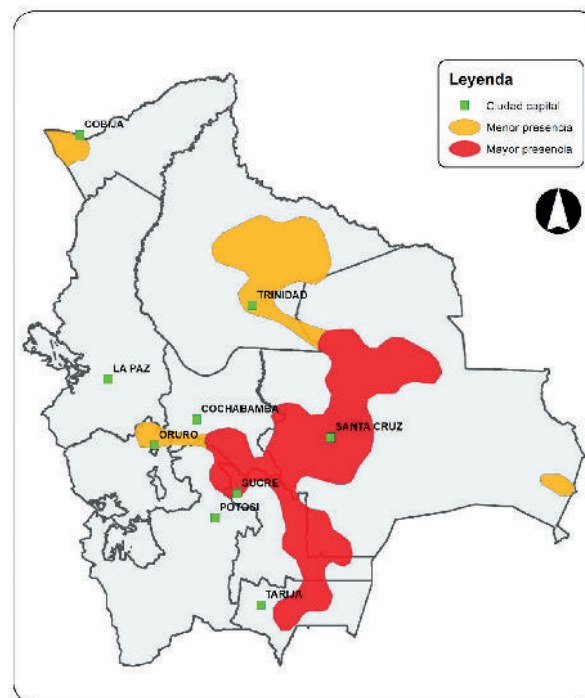 Leyenda
Ciudad capital
Menor presencia
Mayor presencia
COBIJA
TRINIDAD
LA PAZ
COCHABAMBA
SANTA CRUZ
ORURO
SUCRE
POTOSI
TARIJA